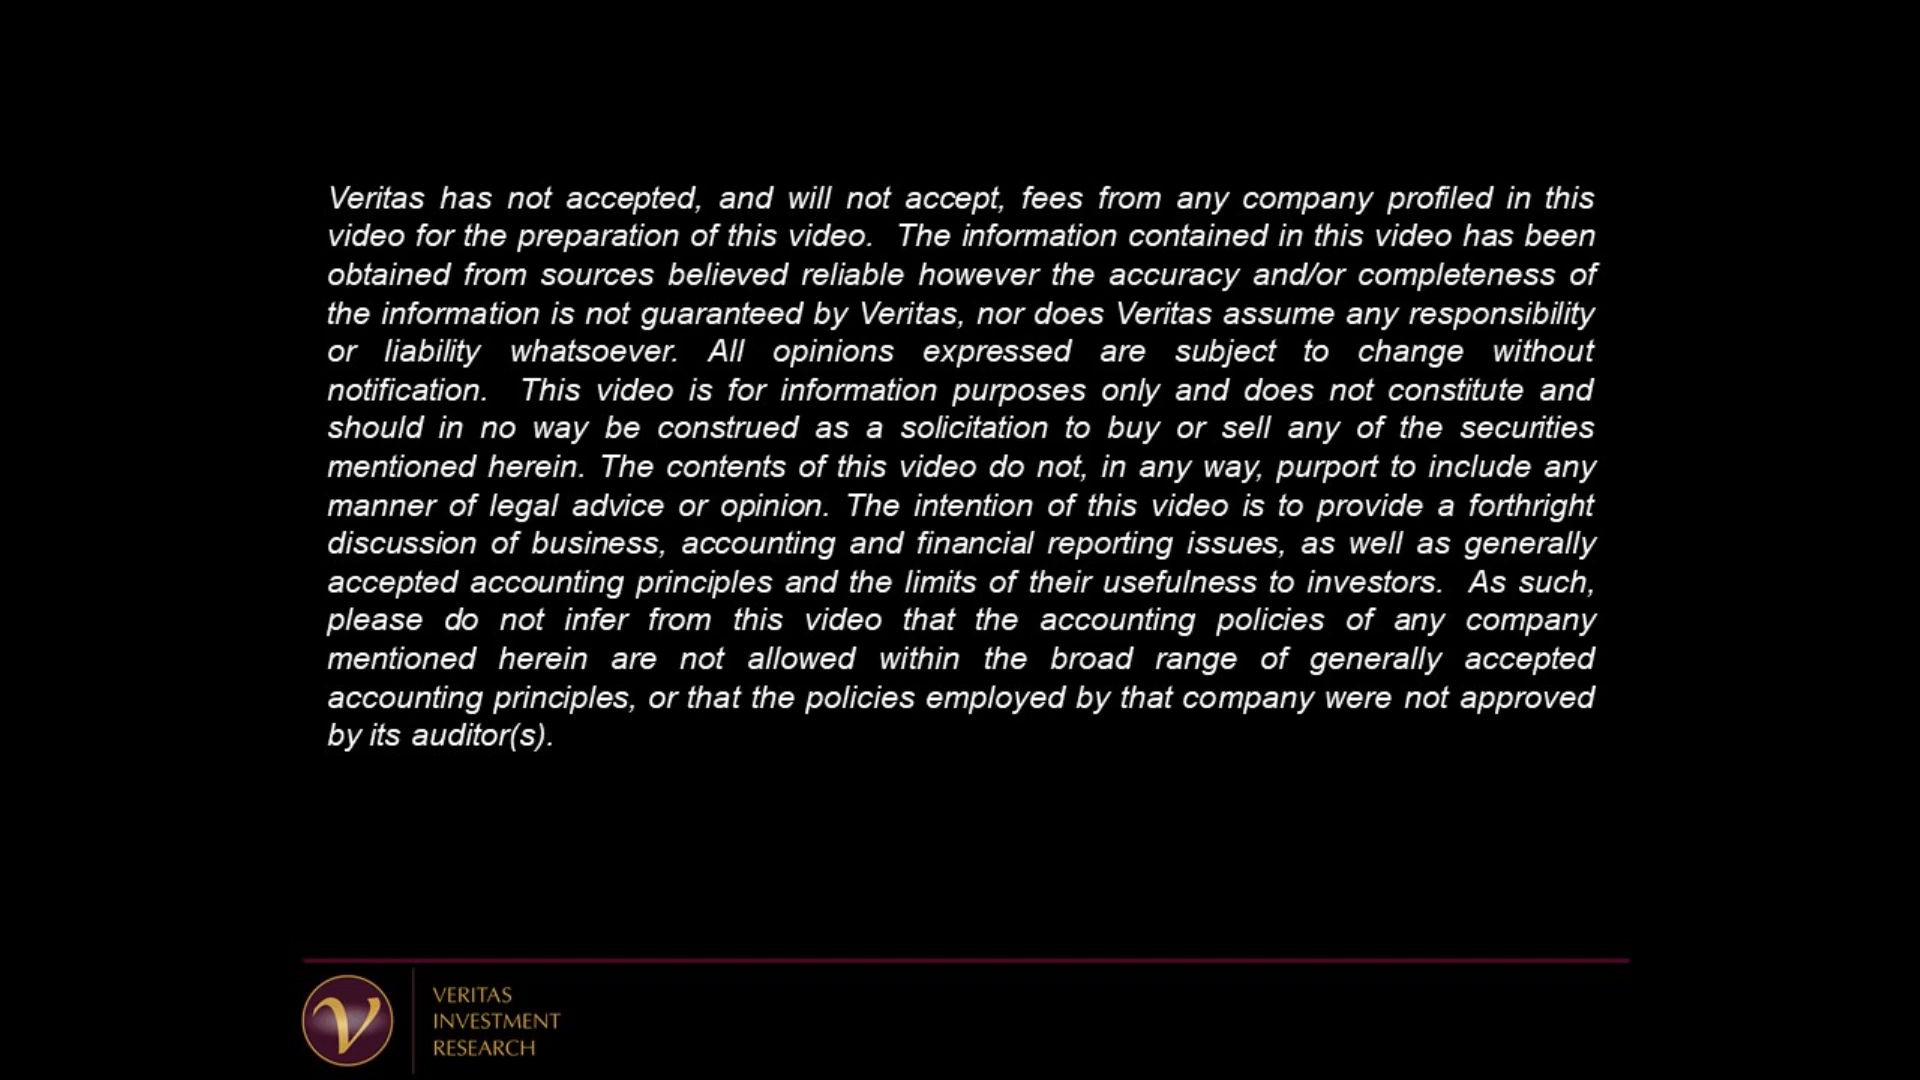 Veritas has not accepted, and will not accept, fees from any company profiled in this
video for the preparation of this video.  The information contained in this video has been
obtained from sources believed reliable however the accuracy and/or completeness of
the information is not guaranteed by Veritas, nor does Veritas assume any responsibility
or liability whatsoever. All opinions expressed are subject to change without
notification.  This video is for information purposes only and does not constitute and
should in no way be construed as a solicitation to buy or sell any of the securities
mentioned herein. The contents of this video do not, in any way, purport to include any
manner of legal advice or opinion. The intention of this video is to provide a forthright
discussion of business, accounting and financial reporting issues, as well as generally
accepted accounting principles and the limits of their usefulness to investors.  As such,
please do not infer from this video that the accounting policies of any company
mentioned herein are not allowed within the broad range of generally accepted
accounting principles, or that the policies employed by that company were not approved
by its auditor(s).
V
VERITAS
INVESTMENT
RESEARCH